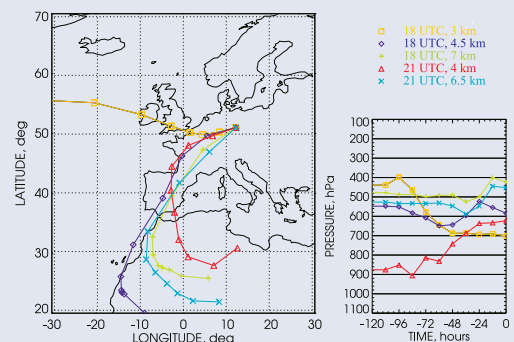 18 UTC, 3 km
18 UTC, 4.5 km
18 UTC, 7 km
21 UTC, 4 km
21 UTC, 6.5 km
70
60
50
40
30
20
LATITUDE, deg
-30 -20 -10 0 10 20 30
LONGITUDE, deg
100
200
300
400
500
600
700
800
900
1000
1100
PRESSURE, hPa
-120 -96 -72 -48 -24 0
TIME, hours